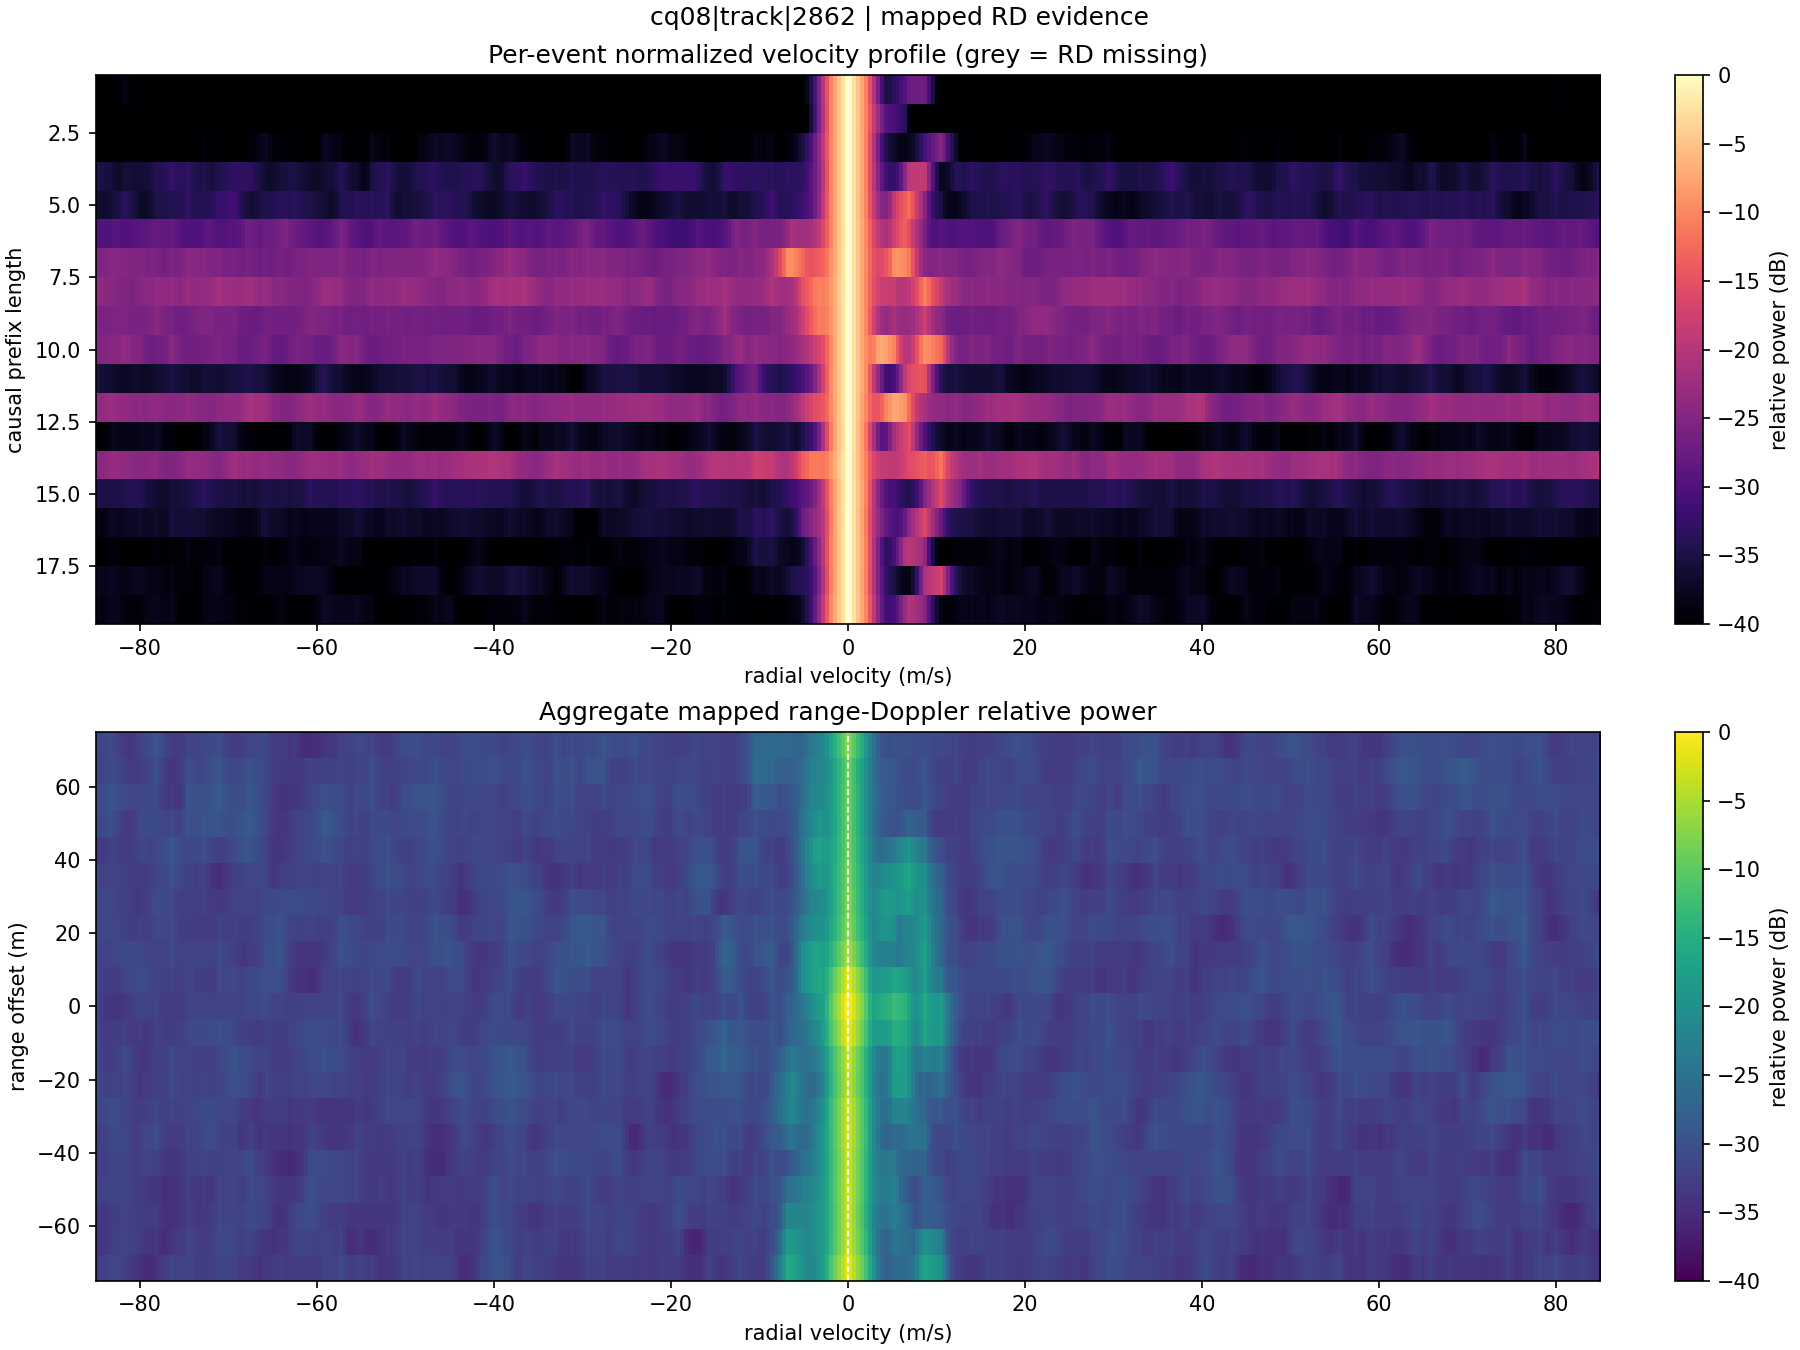 cq08|track|2862 | mapped RD evidence
Per-event normalized velocity profile (grey = RD missing)
causal prefix length
2.5
5.0
7.5
10.0
12.5
15.0
17.5
−80 −60 −40 −20 0 20 40 60 80
radial velocity (m/s)
0
−5
−10
−15
−20
−25
−30
−35
−40
relative power (dB)
Aggregate mapped range-Doppler relative power
range offset (m)
60
40
20
0
−20
−40
−60
−80 −60 −40 −20 0 20 40 60 80
radial velocity (m/s)
0
−5
−10
−15
−20
−25
−30
−35
−40
relative power (dB)